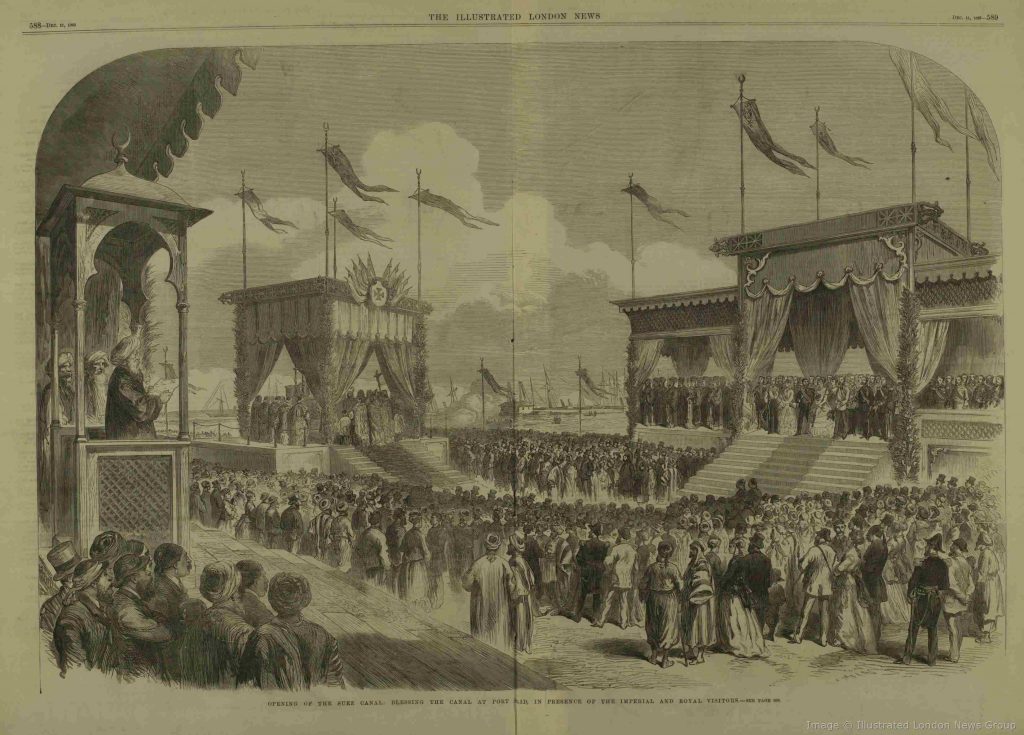 588—DEC. 11, 1869
THE ILLUSTRATED LONDON NEWS
DEC. 11, 1869—589
OPENING OF THE SUEZ CANAL: BLESSING THE CANAL AT PORT SAID, IN PRESENCE OF THE IMPERIAL AND ROYAL VISITORS.—SEE PAGE
Image © Illustrated London News Group